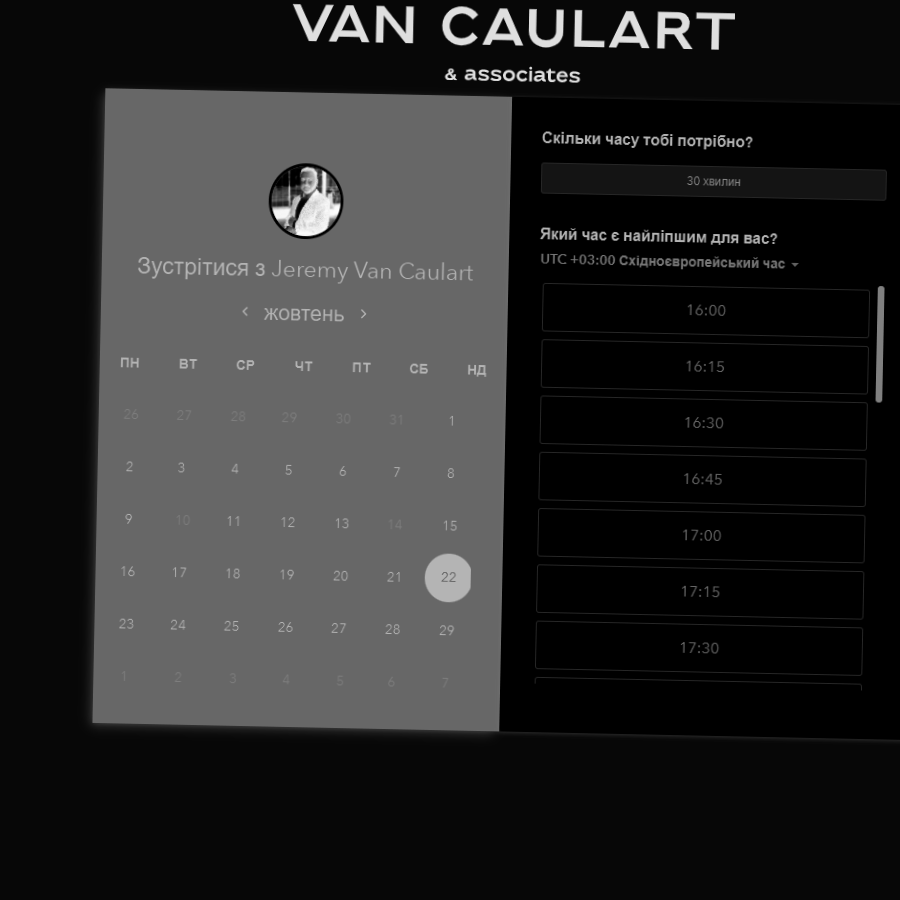 VAN CAULART
& associates
Зустрітися з Jeremy Van Caulart
‹ жовтень ›
ПН ВТ СР ЧТ ПТ СБ НД
26 27 28 29 30 31 1
2 3 4 5 6 7 8
9 10 11 12 13 14 15
16 17 18 19 20 21 22
23 24 25 26 27 28 29
1 2 3 4 5 6 7
Скільки часу тобі потрібно?
30 хвилин
Який час є найліпшим для вас?
UTC +03:00 Східноєвропейський час
16:00
16:15
16:30
16:45
17:00
17:15
17:30